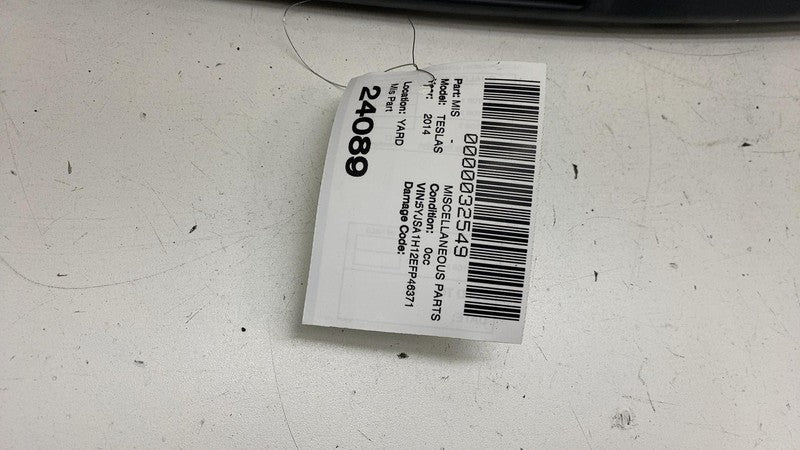 0000032549
Part: MIS - MISCELLANEOUS PARTS
Model: TESLAS Condition: 0cc
Year: 2014 VIN:5YJSA1H12EFP46371
Damage Code:
Location: YARD
Mis Part
24089